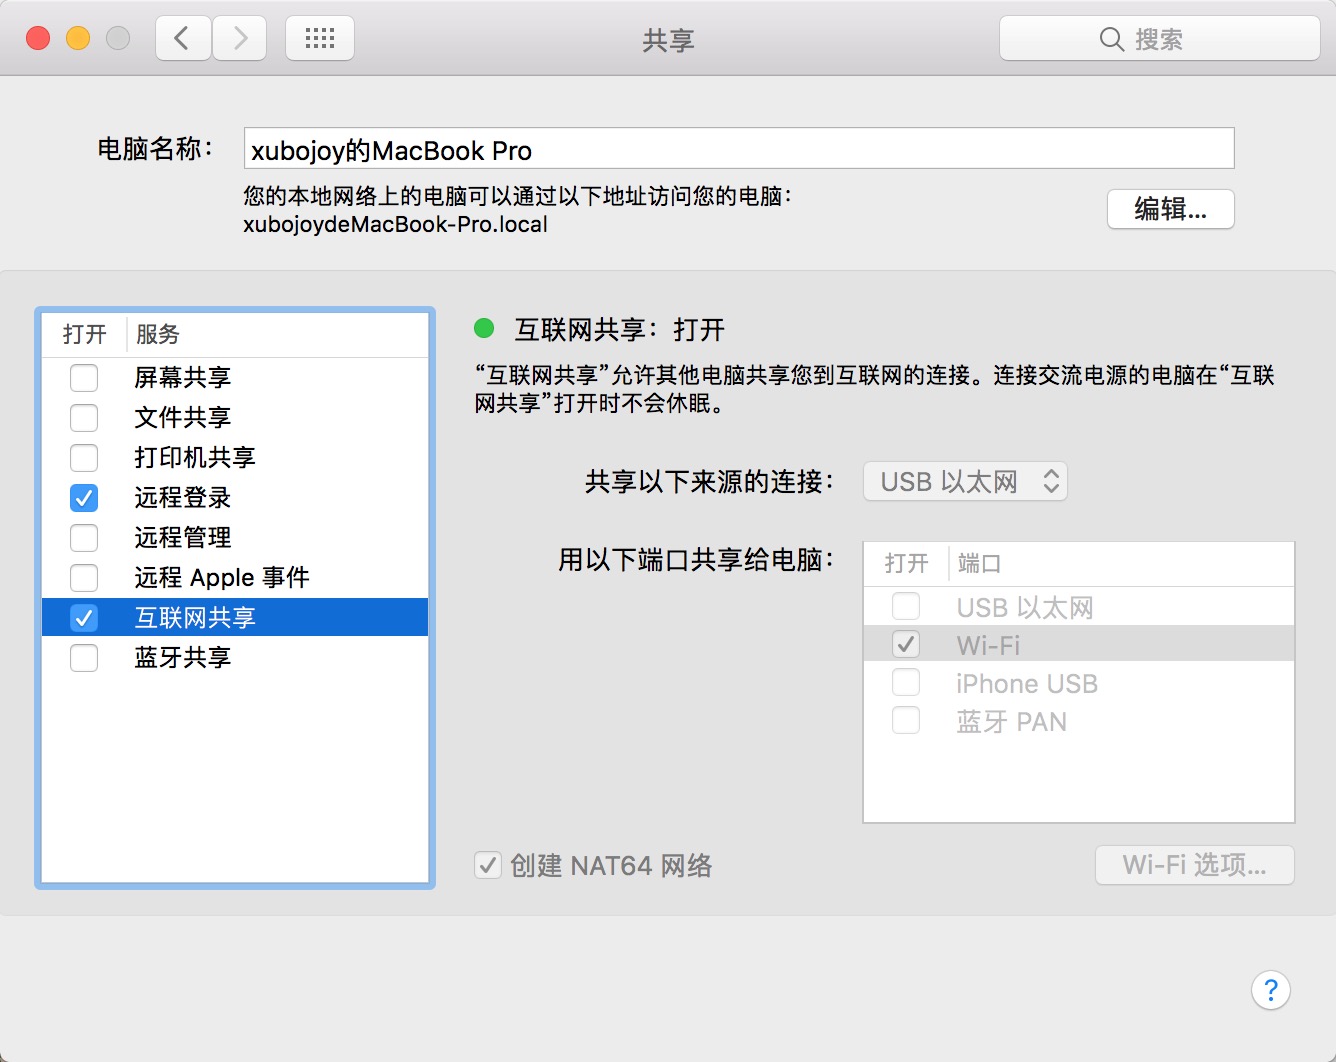 共享
搜索
电脑名称：
xubojoy的MacBook Pro
您的本地网络上的电脑可以通过以下地址访问您的电脑：
xubojoydeMacBook-Pro.local
编辑...
打开 服务
屏幕共享
文件共享
打印机共享
远程登录
远程管理
远程 Apple 事件
互联网共享
蓝牙共享
互联网共享：打开
“互联网共享”允许其他电脑共享您到互联网的连接。连接交流电源的电脑在“互联
网共享”打开时不会休眠。
共享以下来源的连接：
USB 以太网
用以下端口共享给电脑：
打开 端口
USB 以太网
Wi-Fi
iPhone USB
蓝牙 PAN
创建 NAT64 网络
Wi-Fi 选项...
?